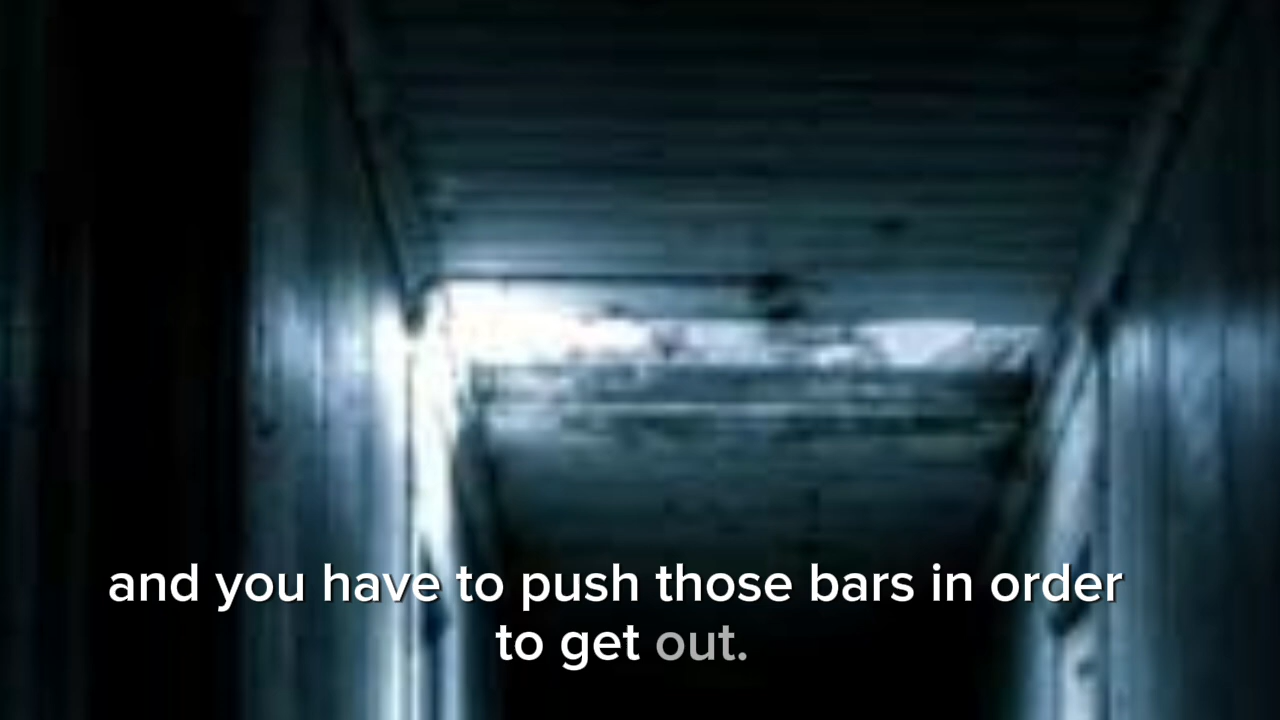 and you have to push those bars in order
to get out.